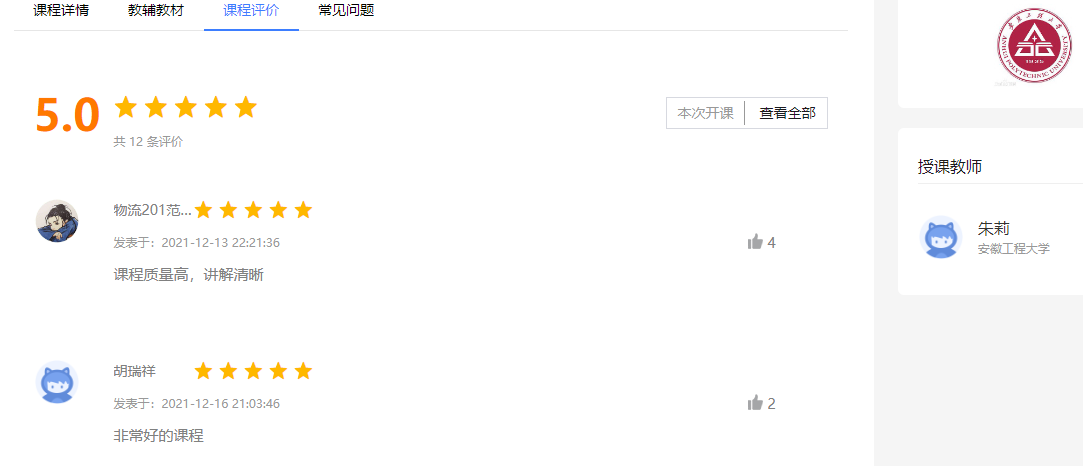 课程详情 教辅教材 课程评价 常见问题
5.0
共 12 条评价
本次开课 查看全部
物流201范...
发表于：2021-12-13 22:21:36
4
课程质量高，讲解清晰
胡瑞祥
发表于：2021-12-16 21:03:46
2
非常好的课程
ANHUI POLYTECHNIC UNIVERSITY
1935
授课教师
朱莉
安徽工程大学